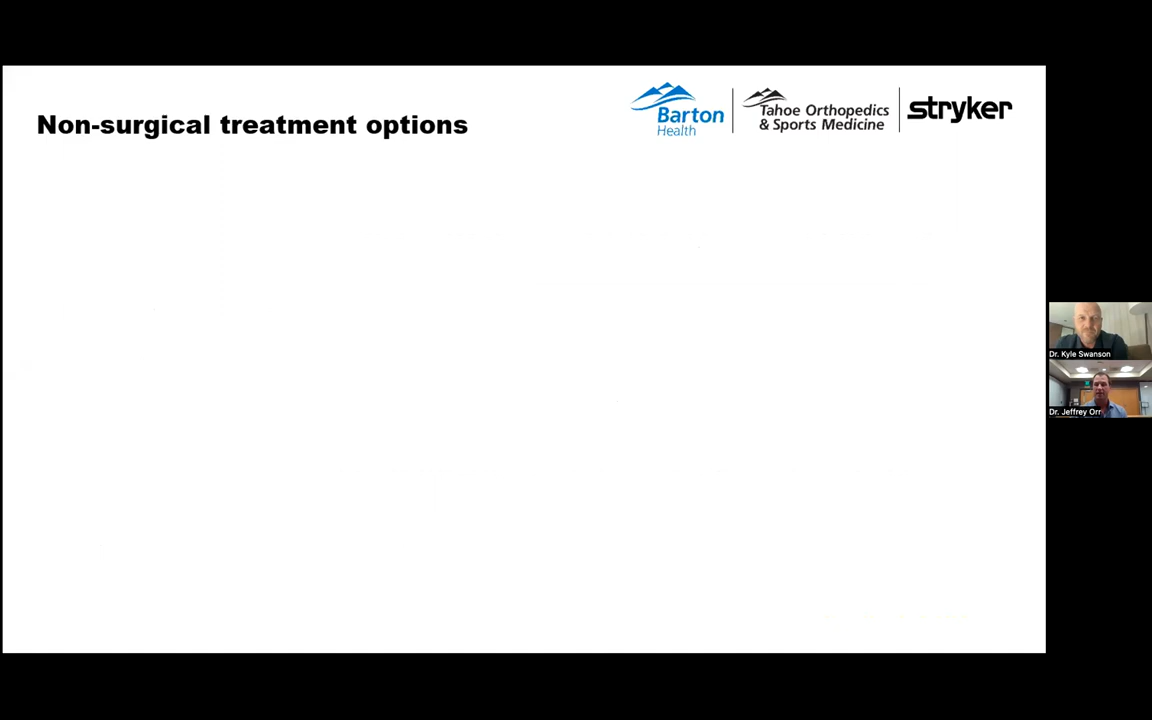 Non-surgical treatment options
Barton
Health
Tahoe Orthopedics
& Sports Medicine
stryker
Dr. Kyle Swanson
Dr. Jeffrey Orr